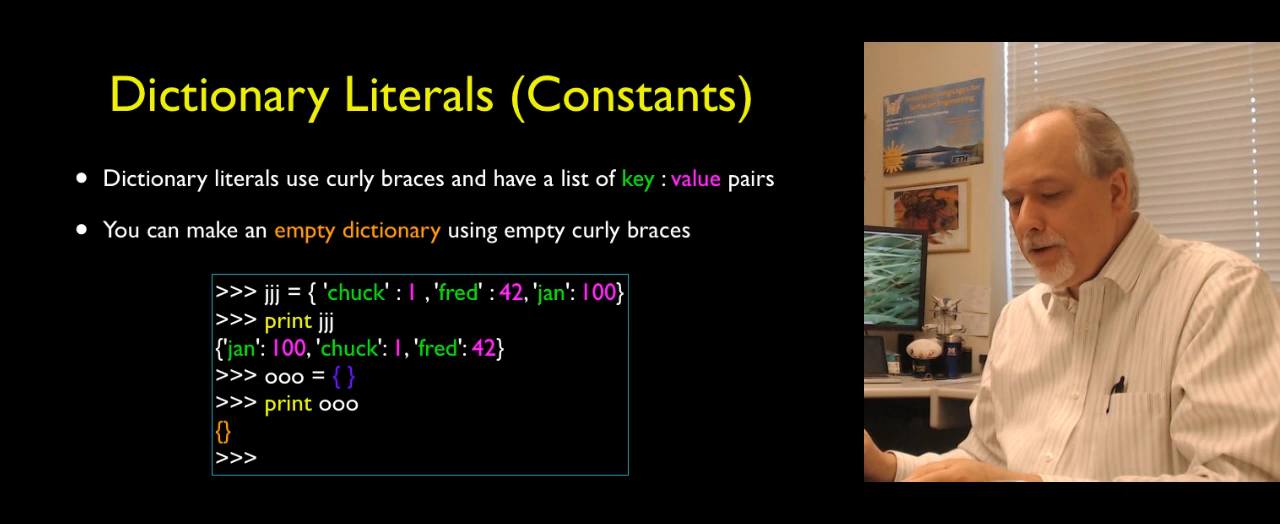 Dictionary Literals (Constants)
• Dictionary literals use curly braces and have a list of key : value pairs
• You can make an empty dictionary using empty curly braces
>>> jjj = { 'chuck' : 1 , 'fred' : 42, 'jan': 100}
>>> print jjj
{'jan': 100, 'chuck': 1, 'fred': 42}
>>> ooo = { }
>>> print ooo
{}
>>>
ETH